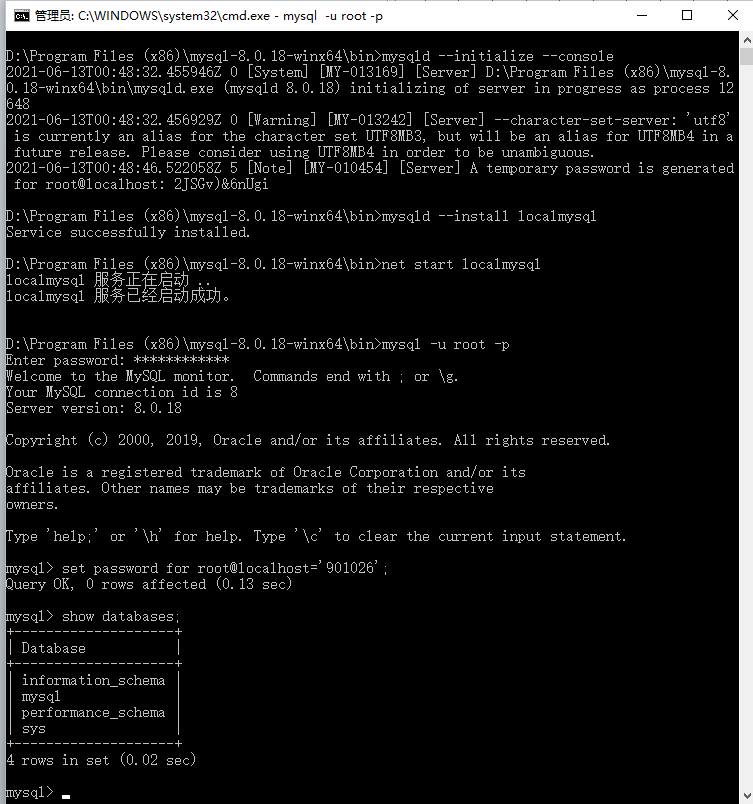 管理员: C:\WINDOWS\system32\cmd.exe - mysql  -u root -p
D:\Program Files (x86)\mysql-8.0.18-winx64\bin>mysqld --initialize --console
2021-06-13T00:48:32.455946Z 0 [System] [MY-013169] [Server] D:\Program Files (x86)\mysql-8.
0.18-winx64\bin\mysqld.exe (mysqld 8.0.18) initializing of server in progress as process 12
648
2021-06-13T00:48:32.456929Z 0 [Warning] [MY-013242] [Server] --character-set-server: 'utf8'
is currently an alias for the character set UTF8MB3, but will be an alias for UTF8MB4 in a
future release. Please consider using UTF8MB4 in order to be unambiguous.
2021-06-13T00:48:46.522058Z 5 [Note] [MY-010454] [Server] A temporary password is generated
for root@localhost: 2JSGv)&6nUgi
D:\Program Files (x86)\mysql-8.0.18-winx64\bin>mysqld --install localmysql
Service successfully installed.
D:\Program Files (x86)\mysql-8.0.18-winx64\bin>net start localmysql
localmysql 服务正在启动 ..
localmysql 服务已经启动成功。
D:\Program Files (x86)\mysql-8.0.18-winx64\bin>mysql -u root -p
Enter password: ************
Welcome to the MySQL monitor.  Commands end with ; or \g.
Your MySQL connection id is 8
Server version: 8.0.18
Copyright (c) 2000, 2019, Oracle and/or its affiliates. All rights reserved.
Oracle is a registered trademark of Oracle Corporation and/or its
affiliates. Other names may be trademarks of their respective
owners.
Type 'help;' or '\h' for help. Type '\c' to clear the current input statement.
mysql> set password for root@localhost='901026';
Query OK, 0 rows affected (0.13 sec)
mysql> show databases;
+--------------------+
| Database           |
+--------------------+
| information_schema |
| mysql              |
| performance_schema |
| sys                |
+--------------------+
4 rows in set (0.02 sec)
mysql>